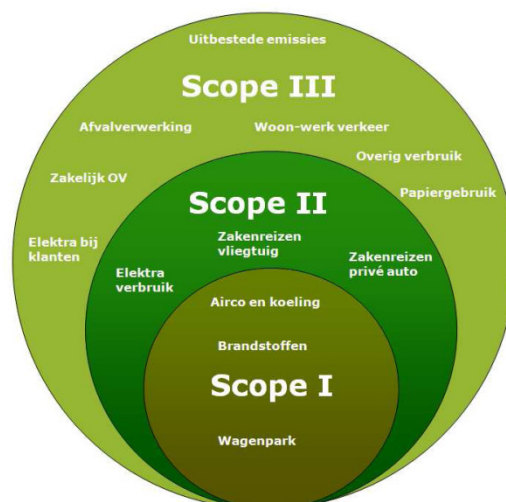 Uitbestede emissies
Scope III
Afvalverwerking
Woon-werk verkeer
Overig verbruik
Zakelijk OV
Papiergebruik
Scope II
Elektra bij
klanten
Zakenreizen
vliegtuig
Zakenreizen
privé auto
Elektra
verbruik
Airco en koeling
Brandstoffen
Scope I
Wagenpark